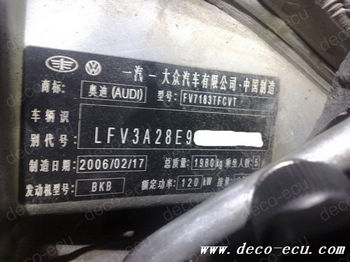 一汽-大众汽车有限公司·中国制造
商标: 奥迪(AUDI) 型号: FV7183TFCVT
车辆识
别代号: LFV3A28E9
制造日期 2006/02/17 总质量 1980kg 乘坐人数 5
发动机型号 BKB 额定功率 120 kW
www.deco-ecu.com